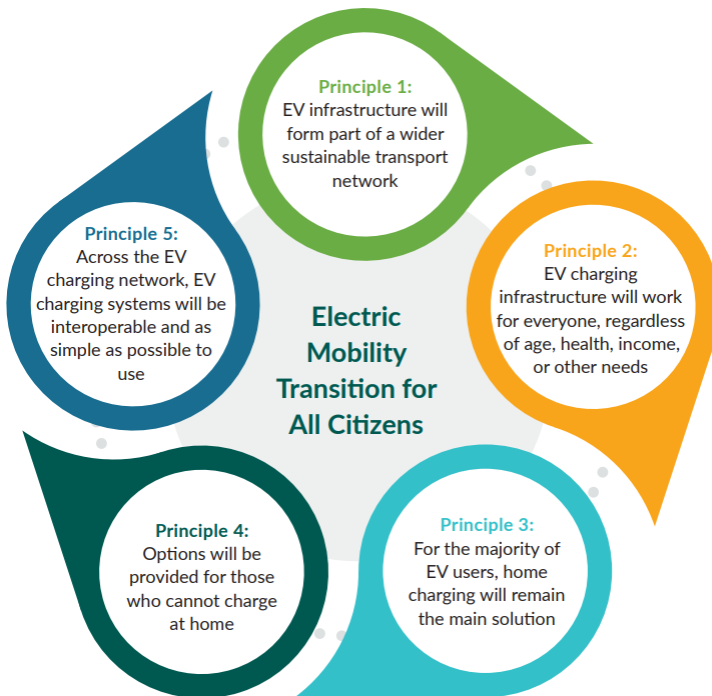 Principle 1:
EV infrastructure will
form part of a wider
sustainable transport
network
Principle 2:
EV charging
infrastructure will work
for everyone, regardless
of age, health, income,
or other needs
Principle 3:
For the majority of
EV users, home
charging will remain
the main solution
Principle 4:
Options will be
provided for those
who cannot charge
at home
Principle 5:
Across the EV
charging network, EV
charging systems will be
interoperable and as
simple as possible to
use
Electric
Mobility
Transition for
All Citizens